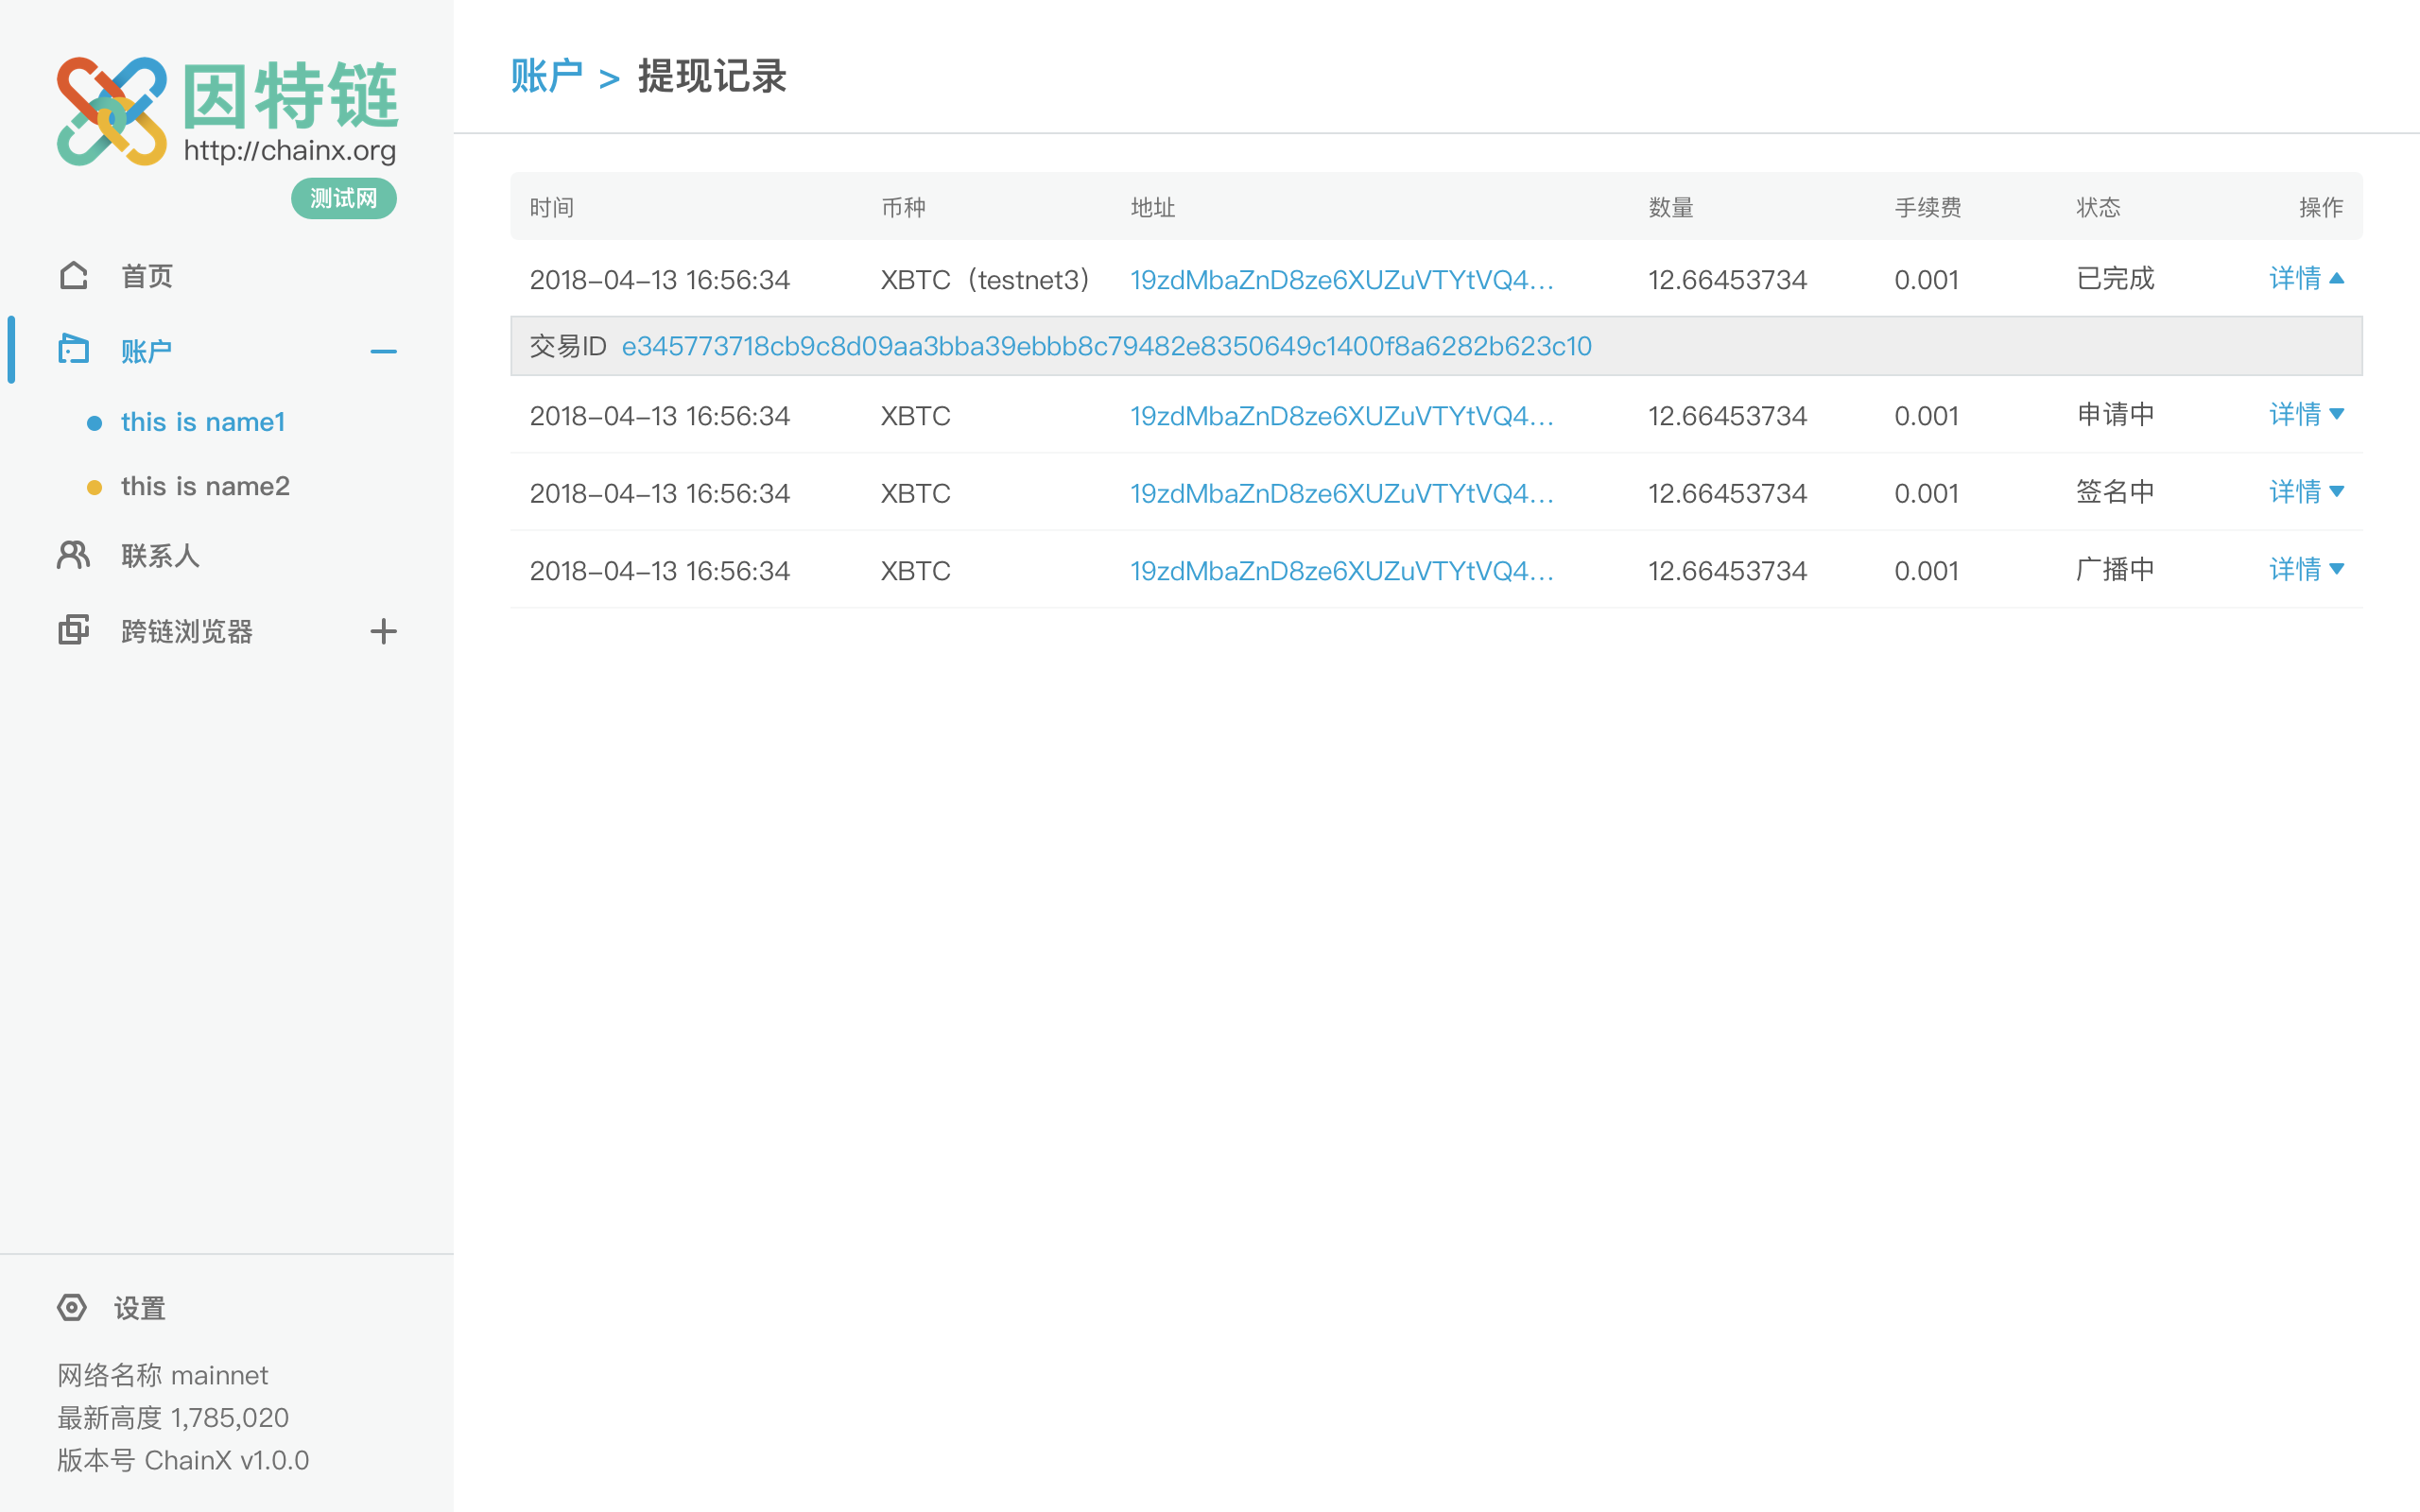 因特链
http://chainx.org
测试网
首页
账户
this is name1
this is name2
联系人
跨链浏览器
设置
网络名称 mainnet
最新高度 1,785,020
版本号 ChainX v1.0.0
账户 > 提现记录
时间 币种 地址 数量 手续费 状态 操作
2018-04-13 16:56:34 XBTC（testnet3） 19zdMbaZnD8ze6XUZuVTYtVQ4... 12.66453734 0.001 已完成 详情
交易ID e345773718cb9c8d09aa3bba39ebbb8c79482e8350649c1400f8a6282b623c10
2018-04-13 16:56:34 XBTC 19zdMbaZnD8ze6XUZuVTYtVQ4... 12.66453734 0.001 申请中 详情
2018-04-13 16:56:34 XBTC 19zdMbaZnD8ze6XUZuVTYtVQ4... 12.66453734 0.001 签名中 详情
2018-04-13 16:56:34 XBTC 19zdMbaZnD8ze6XUZuVTYtVQ4... 12.66453734 0.001 广播中 详情